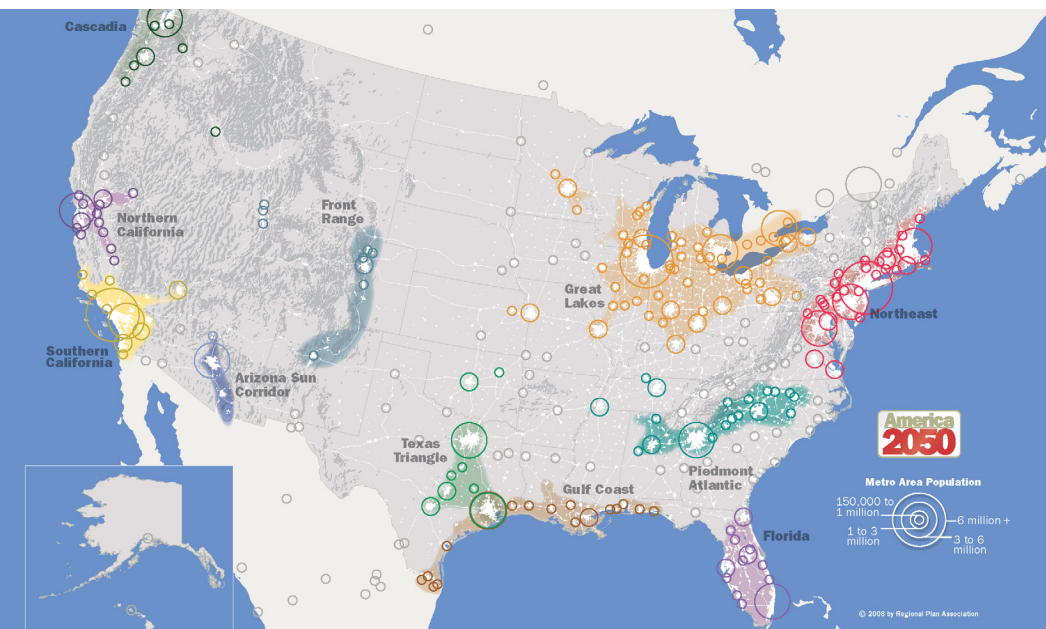 Cascadia
Northern
California
Front
Range
Great
Lakes
Northeast
Southern
California
Arizona Sun
Corridor
Texas
Triangle
Gulf Coast
Piedmont
Atlantic
Florida
America
2050
Metro Area Population
150,000 to
1 million
1 to 3
million
6 million +
3 to 6
million
© 2008 by Regional Plan Association